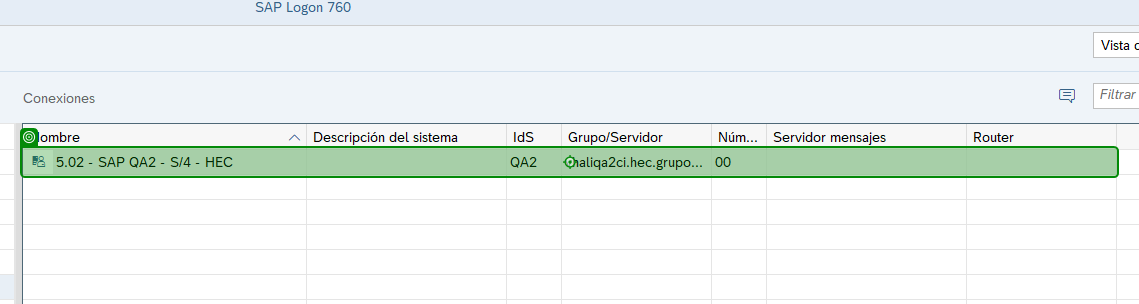 SAP Logon 760
Vista
Conexiones
Filtrar
ombre Descripción del sistema IdS Grupo/Servidor Núm... Servidor mensajes Router
5.02 - SAP QA2 - S/4 - HEC QA2 haliqa2ci.hec.grupo... 00